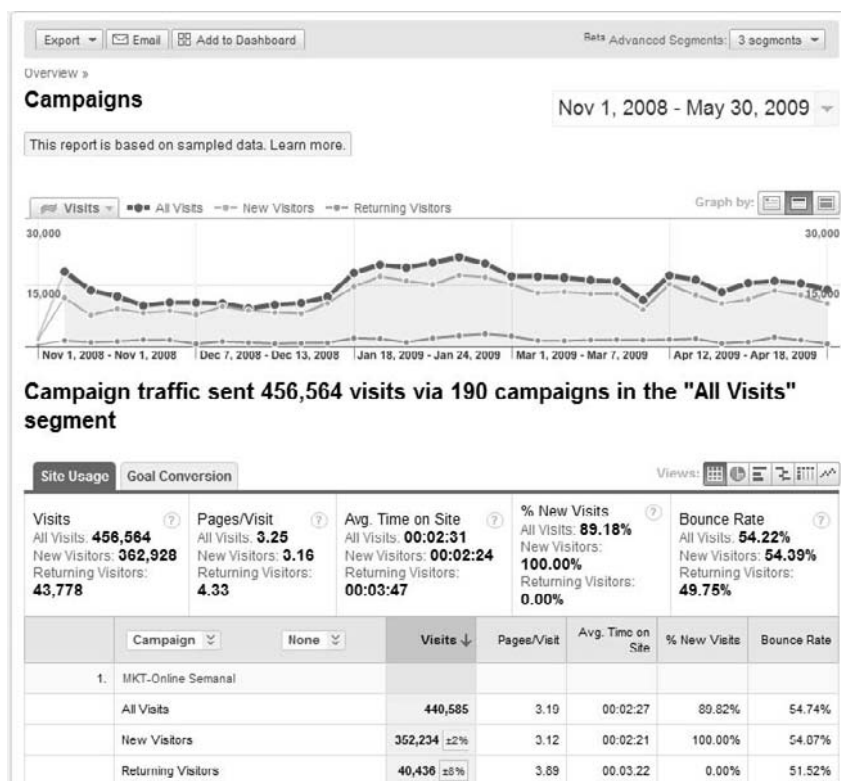 Export Email Add to Dashboard Beta Advanced Segments: 3 segments
Overview »
Campaigns
Nov 1, 2008 - May 30, 2009
This report is based on sampled data. Learn more.
Visits All Visits New Visitors Returning Visitors Graph by:
30,000 30,000
15,000 15,000
Nov 1, 2008 - Nov 1, 2008 Dec 7, 2008 - Dec 13, 2008 Jan 18, 2009 - Jan 24, 2009 Mar 1, 2009 - Mar 7, 2009 Apr 12, 2009 - Apr 18, 2009
Campaign traffic sent 456,564 visits via 190 campaigns in the "All Visits"
segment
Site Usage Goal Conversion Views:
Visits ?
All Visits: 456,564
New Visitors: 362,928
Returning Visitors:
43,778
Pages/Visit ?
All Visits: 3.25
New Visitors: 3.16
Returning Visitors:
4.33
Avg. Time on Site ?
All Visits: 00:02:31
New Visitors: 00:02:24
Returning Visitors:
00:03:47
% New Visits ?
All Visits: 89.18%
New Visitors:
100.00%
Returning Visitors:
0.00%
Bounce Rate ?
All Visits: 54.22%
New Visitors: 54.39%
Returning Visitors:
49.75%
Campaign None Visits Pages/Visit Avg. Time on Site % New Visits Bounce Rate
1. MKT-Online Semanal
All Visits 440,585 3.19 00:02:27 89.82% 54.74%
New Visitors 352,234 ±2% 3.12 00:02:21 100.00% 54.87%
Returning Visitors 40,436 ±8% 3.89 00:03:22 0.00% 51.52%